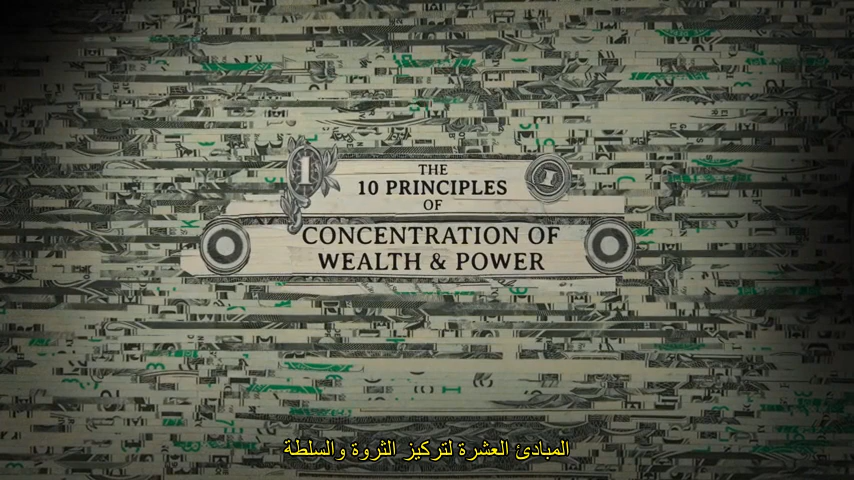 THE
10 PRINCIPLES
OF
CONCENTRATION OF
WEALTH & POWER
المبادئ العشرة لتركيز الثروة والسلطة